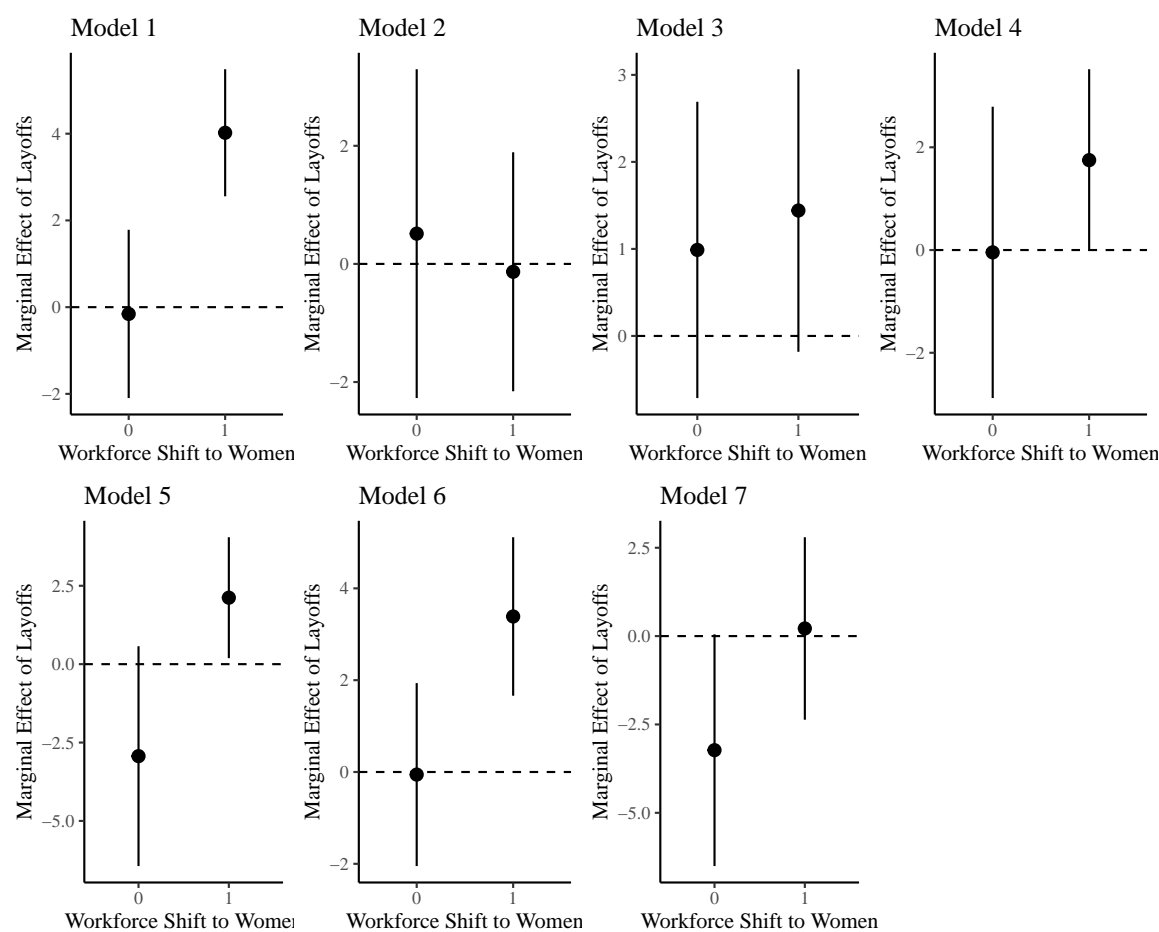 Model 1
Marginal Effect of Layoffs
4
2
0
−2
0 1
Workforce Shift to Women
Model 2
Marginal Effect of Layoffs
2
0
−2
0 1
Workforce Shift to Women
Model 3
Marginal Effect of Layoffs
3
2
1
0
0 1
Workforce Shift to Women
Model 4
Marginal Effect of Layoffs
2
0
−2
0 1
Workforce Shift to Women
Model 5
Marginal Effect of Layoffs
2.5
0.0
−2.5
−5.0
0 1
Workforce Shift to Women
Model 6
Marginal Effect of Layoffs
4
2
0
−2
0 1
Workforce Shift to Women
Model 7
Marginal Effect of Layoffs
2.5
0.0
−2.5
−5.0
0 1
Workforce Shift to Women